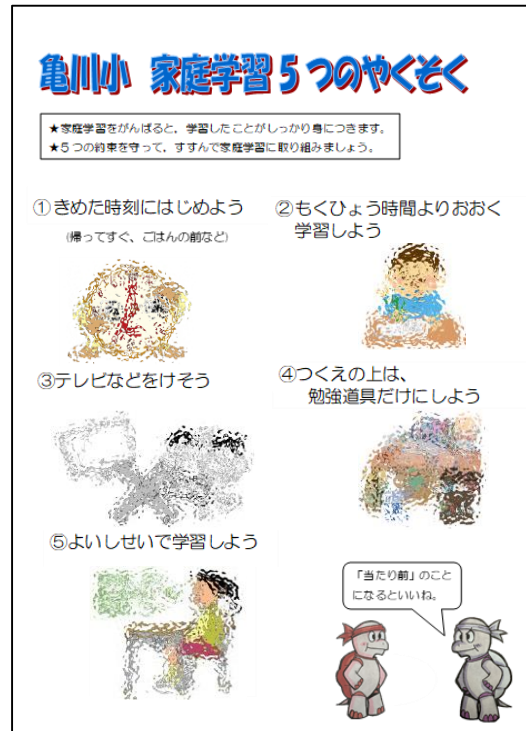 亀川小 家庭学習5つのやくそく
★家庭学習をがんばると、学習したことがしっかり身につきます。
★5つの約束を守って、すすんで家庭学習に取り組みましょう。
①きめた時刻にはじめよう
(帰ってすぐ、ごはんの前など)
②もくひょう時間よりおおく
学習しよう
③テレビなどをけそう
④つくえの上は、
勉強道具だけにしよう
⑤よいしせいで学習しよう
「当たり前」のこと
になるといいね。